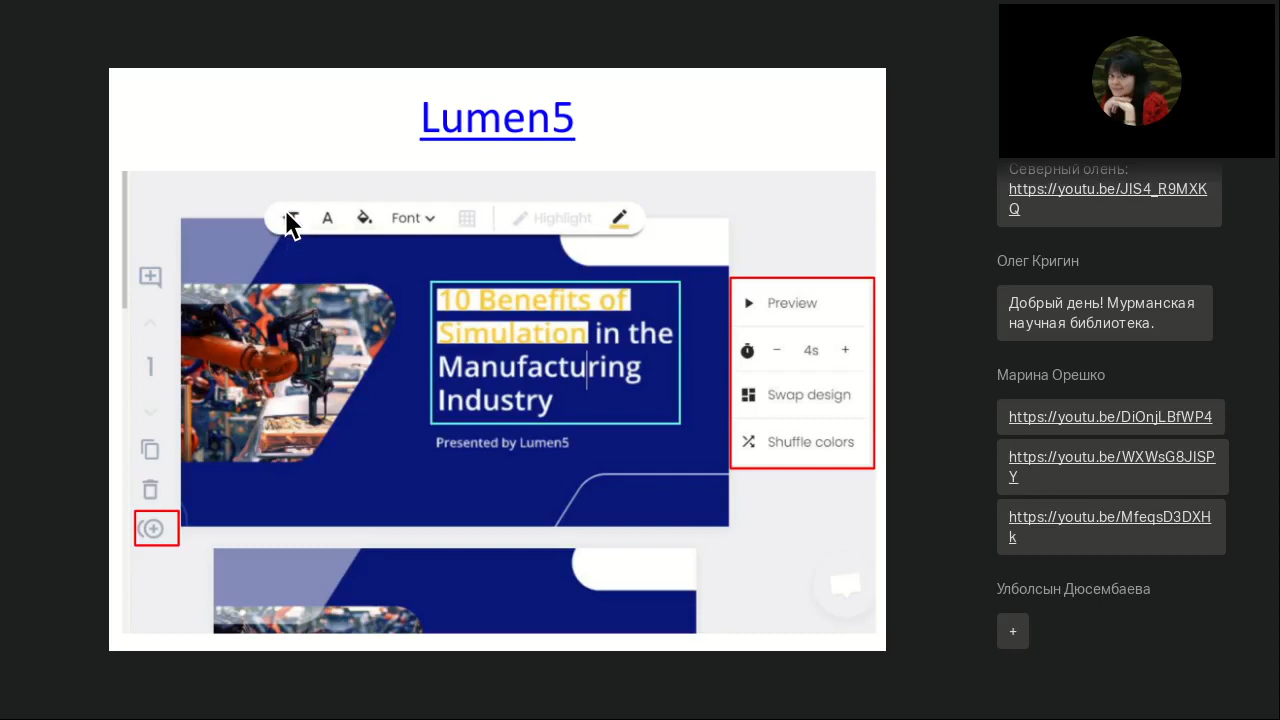 Lumen5
A
Font
Highlight
10 Benefits of
Simulation in the
Manufacturing
Industry
Presented by Lumen5
1
Preview
− 4s +
Swap design
Shuffle colors
Северный олень:
https://youtu.be/JIS4_R9MXK
Q
Олег Кригин
Добрый день! Мурманская
научная библиотека.
Марина Орешко
https://youtu.be/DiOnjLBfWP4
https://youtu.be/WXWsG8JISP
Y
https://youtu.be/MfeqsD3DXH
k
Улболсын Дюсембаева
+